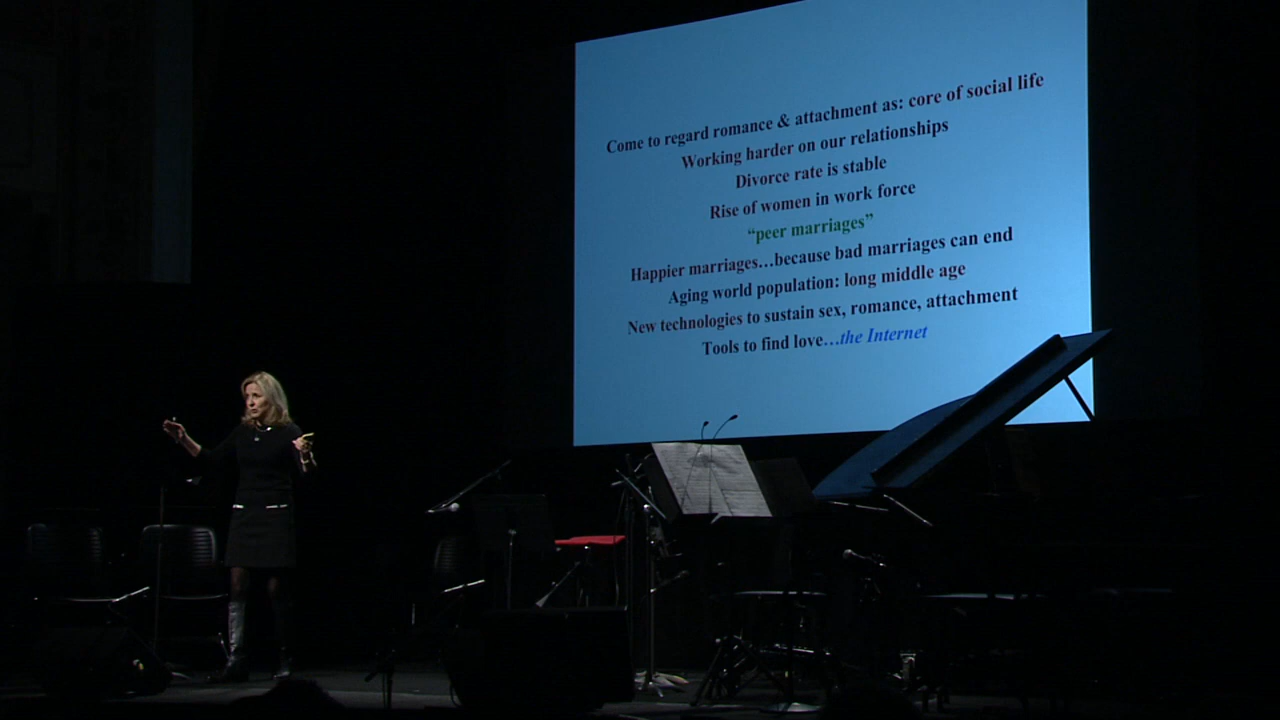 Come to regard romance & attachment as: core of social life
Working harder on our relationships
Divorce rate is stable
Rise of women in work force
“peer marriages”
Happier marriages…because bad marriages can end
Aging world population: long middle age
New technologies to sustain sex, romance, attachment
Tools to find love…the Internet